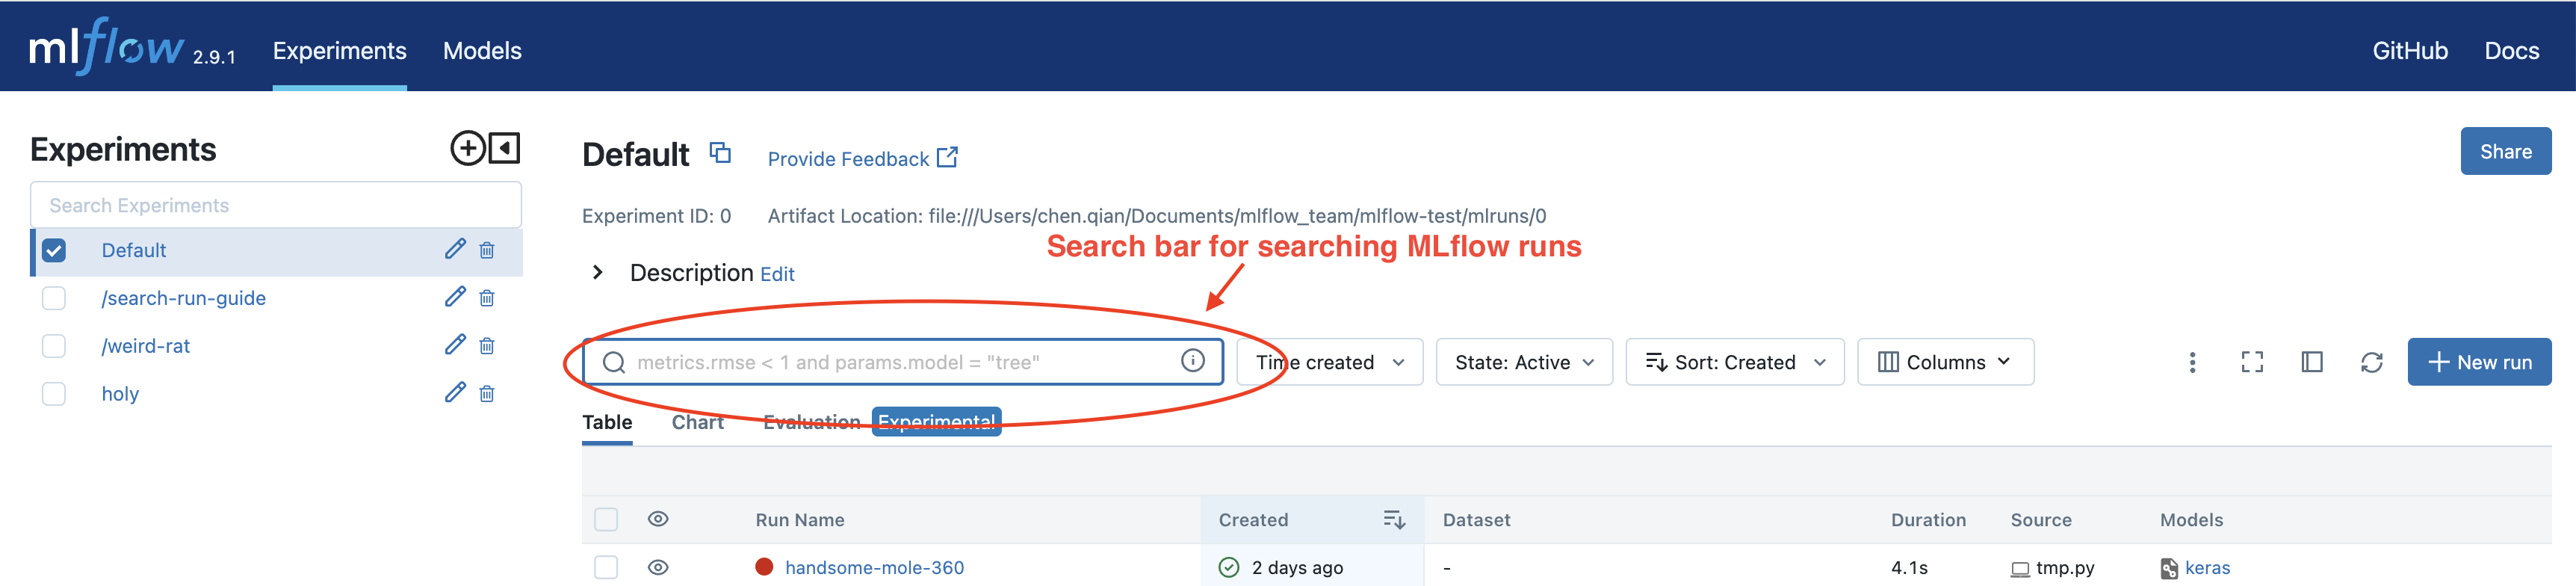 mlflow 2.9.1 Experiments Models GitHub Docs
Experiments
Search Experiments
Default
/search-run-guide
/weird-rat
holy
Default Provide Feedback Share
Experiment ID: 0 Artifact Location: file:///Users/chen.qian/Documents/mlflow_team/mlflow-test/mlruns/0
Search bar for searching MLflow runs
Description Edit
metrics.rmse < 1 and params.model = "tree" Time created State: Active Sort: Created Columns New run
Table Chart Evaluation Experimental
Run Name Created Dataset Duration Source Models
handsome-mole-360 2 days ago - 4.1s tmp.py keras